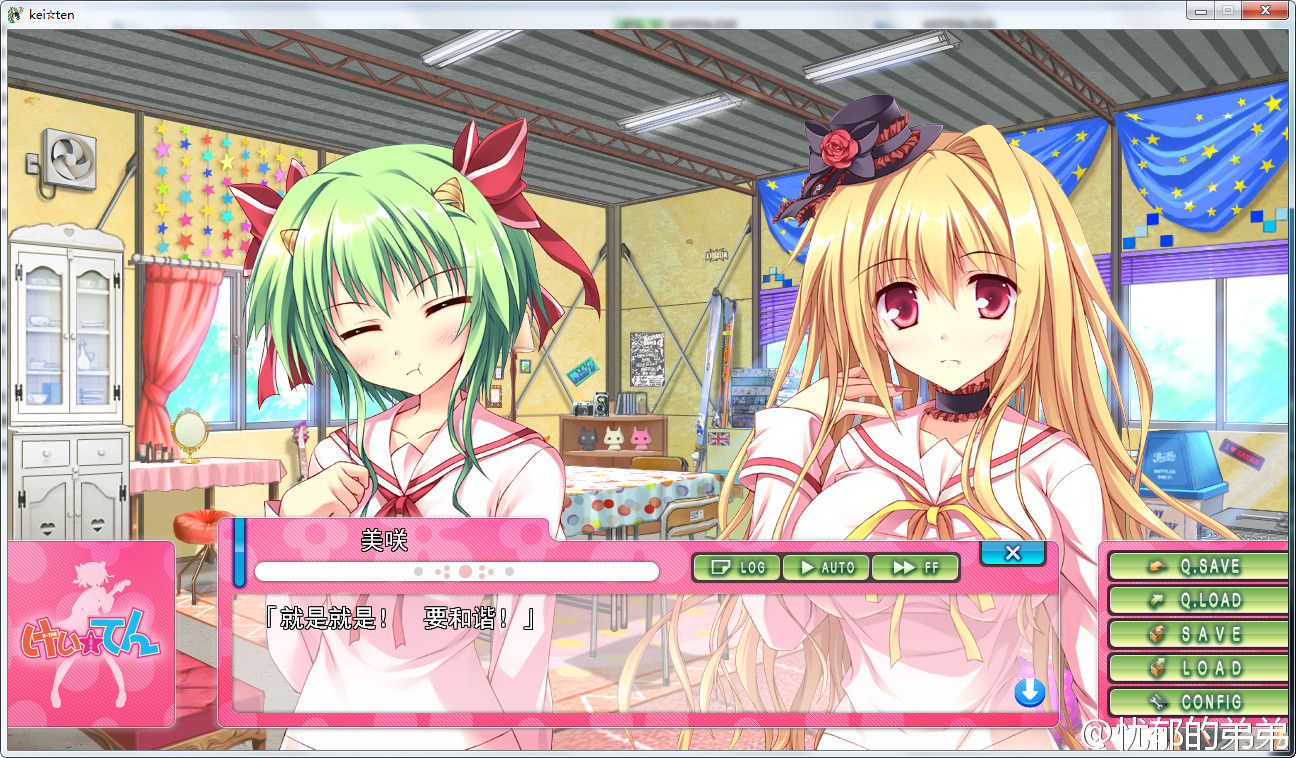 kei☆ten
美咲
LOG
AUTO
FF
「就是就是！　要和谐！」
けい☆てん
Q.SAVE
Q.LOAD
SAVE
LOAD
CONFIG
I ♥ SATAN
@忧郁的弟弟